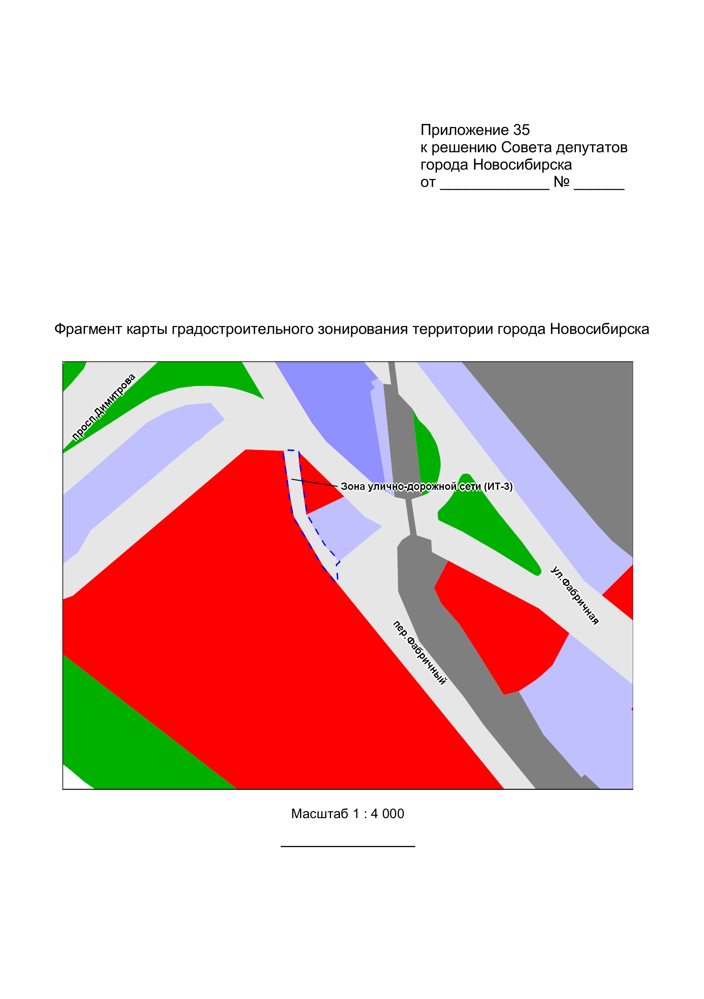 Приложение 35
к решению Совета депутатов
города Новосибирска
от _____________ № ______
Фрагмент карты градостроительного зонирования территории города Новосибирска
просп.Димитрова
Зона улично-дорожной сети (ИТ-3)
ул.Фабричная
пер.Фабричный
Масштаб 1 : 4 000